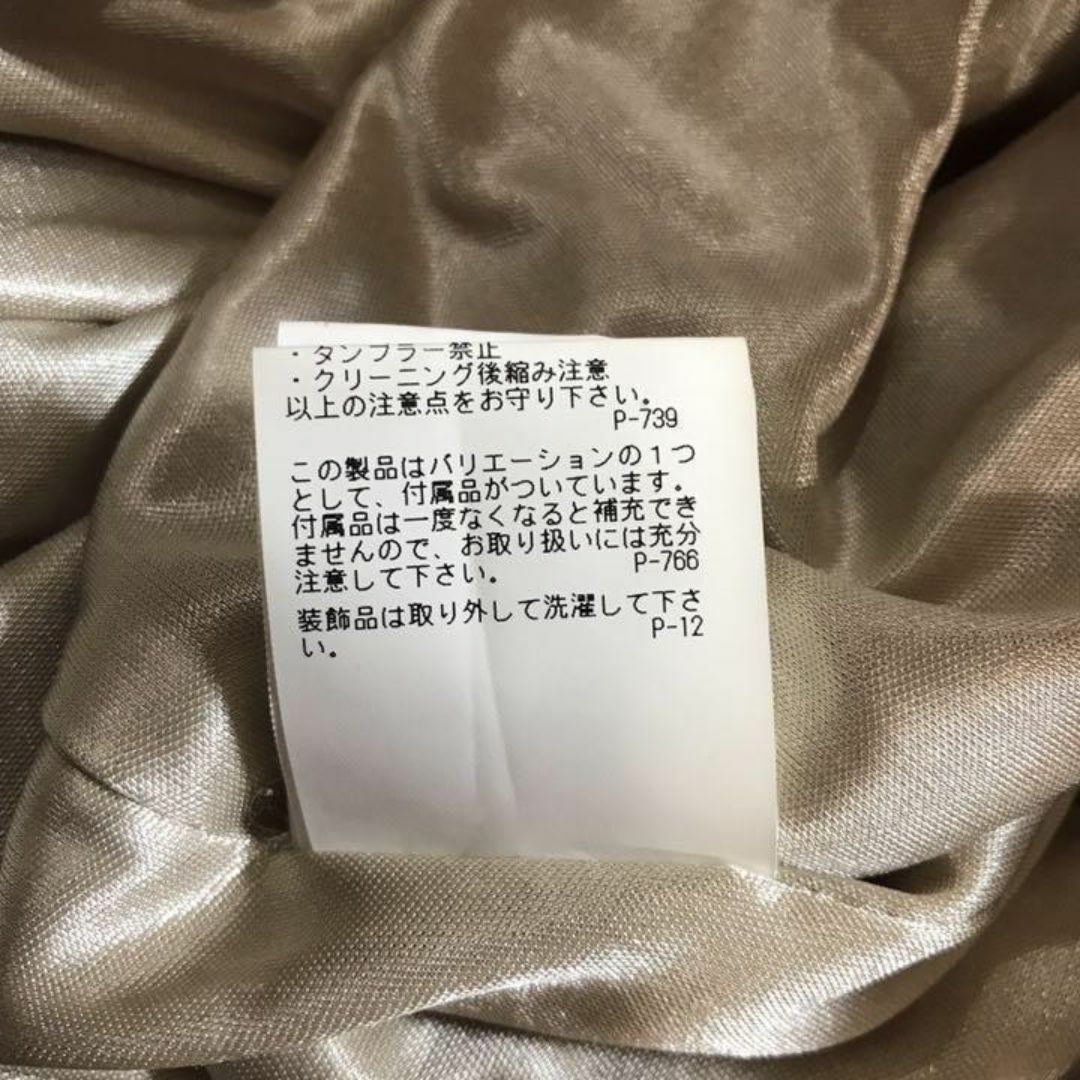 ・タンブラー禁止
・クリーニング後縮み注意
以上の注意点をお守り下さい。
P-739
この製品はバリエーションの1つ
として、付属品がついています。
付属品は一度なくなると補充でき
ませんので、お取り扱いには充分
注意して下さい。
P-766
装飾品は取り外して洗濯して下さ
い。
P-12